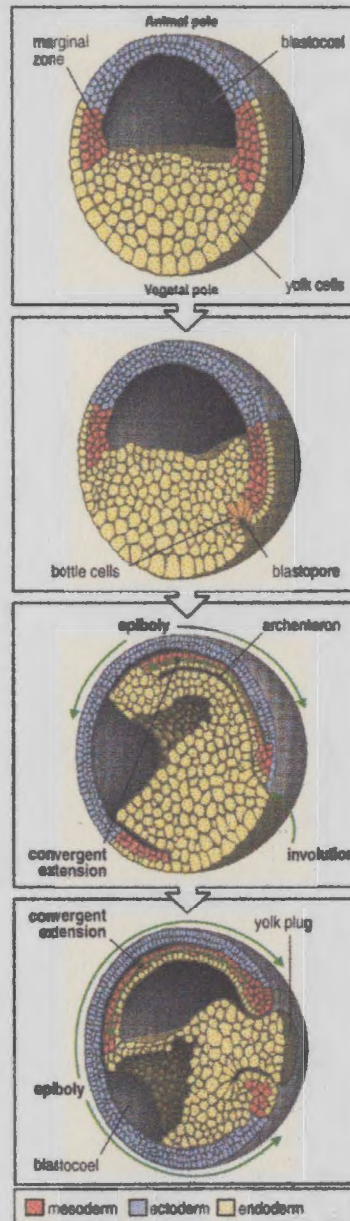 Animal pole
marginal
zone
blastocoel
yolk cells
Vegetal pole
bottle cells
blastopore
epiboly
archenteron
convergent
extension
involution
convergent
extension
yolk plug
epiboly
blastocoel
mesoderm ectoderm endoderm